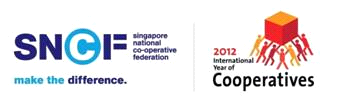 SNCF
singapore
national
co-operative
federation
make the difference.
2012
International
Year of
Cooperatives